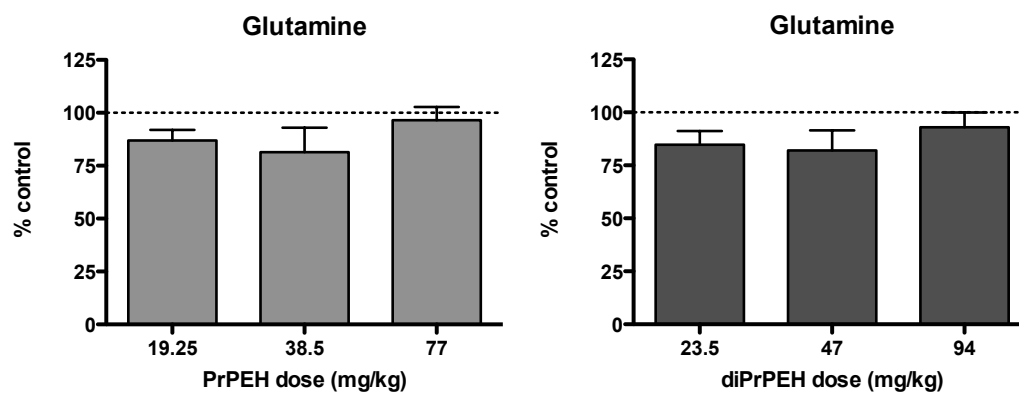 Glutamine
125
100
75
50
25
0
% control
19.25 38.5 77
PrPEH dose (mg/kg)
Glutamine
125
100
75
50
25
0
% control
23.5 47 94
diPrPEH dose (mg/kg)